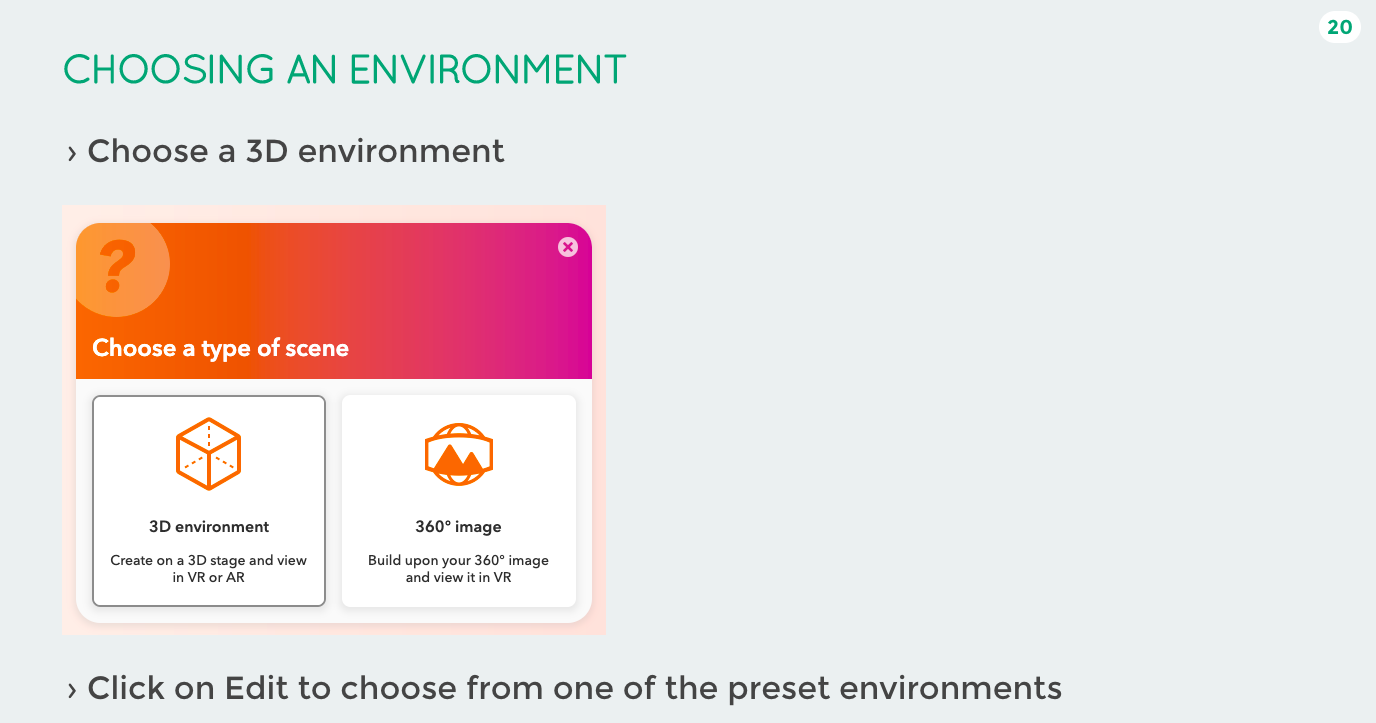 20
CHOOSING AN ENVIRONMENT
› Choose a 3D environment
?
Choose a type of scene
3D environment
Create on a 3D stage and view
in VR or AR
360° image
Build upon your 360° image
and view it in VR
› Click on Edit to choose from one of the preset environments